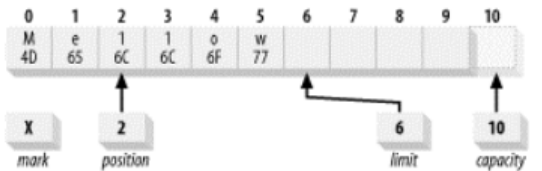 0 1 2 3 4 5 6 7 8 9 10
M e l l o w
4D 65 6C 6C 6F 77
X 2 6 10
mark position limit capacity